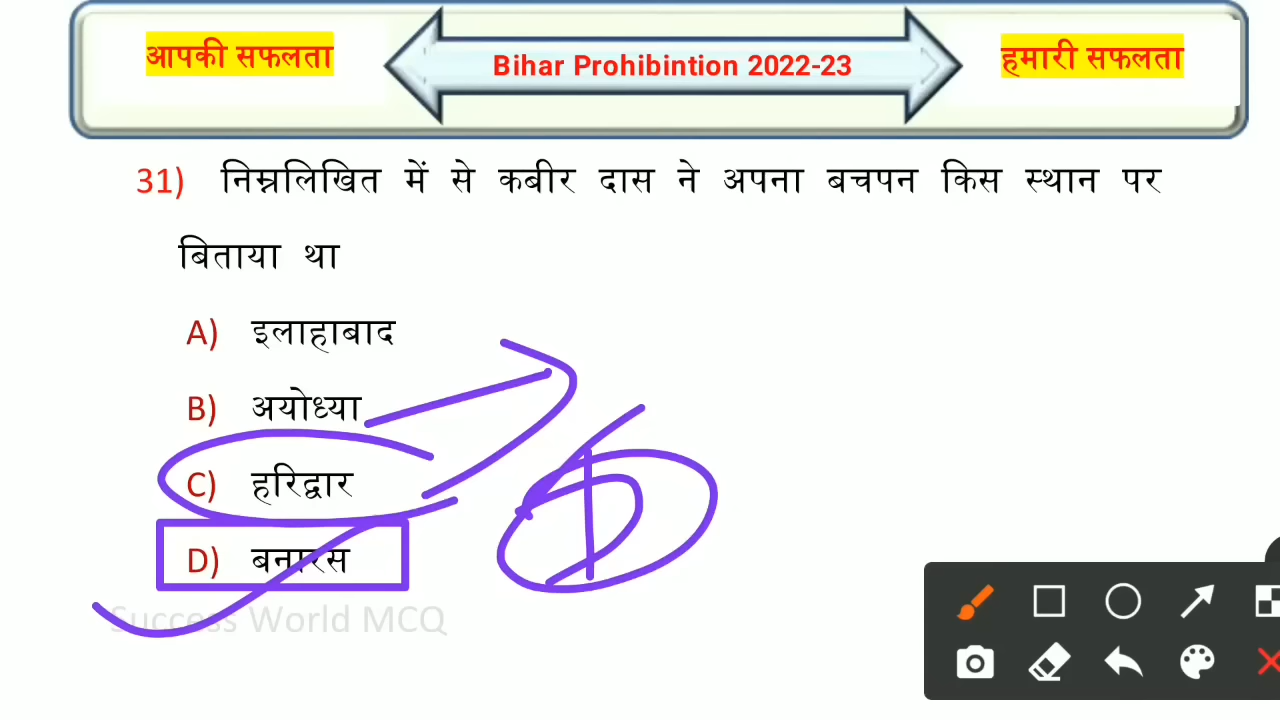 आपकी सफलता
Bihar Prohibintion 2022-23
हमारी सफलता
31) निम्नलिखित में से कबीर दास ने अपना बचपन किस स्थान पर
बिताया था
A) इलाहाबाद
B) अयोध्या
C) हरिद्वार
D) बनारस
Success World MCQ